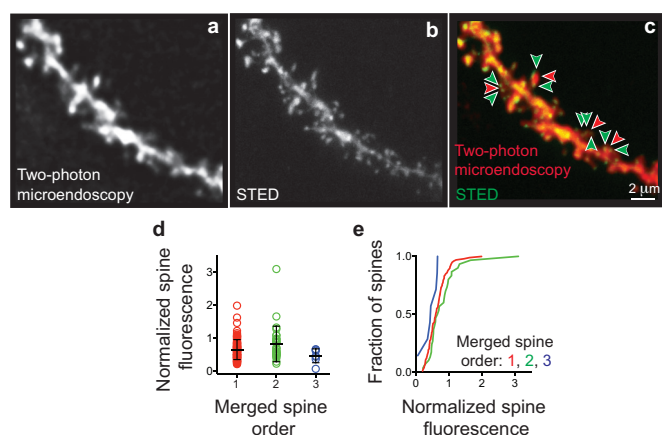 a
Two-photon
microendoscopy
b
STED
c
Two-photon
microendoscopy
STED
2 μm
d
Normalized spine
fluorescence
3
2
1
0
1 2 3
Merged spine
order
e
Fraction of spines
1.0
0.5
0.0
0 1 2 3
Merged spine
order: 1, 2, 3
Normalized spine
fluorescence